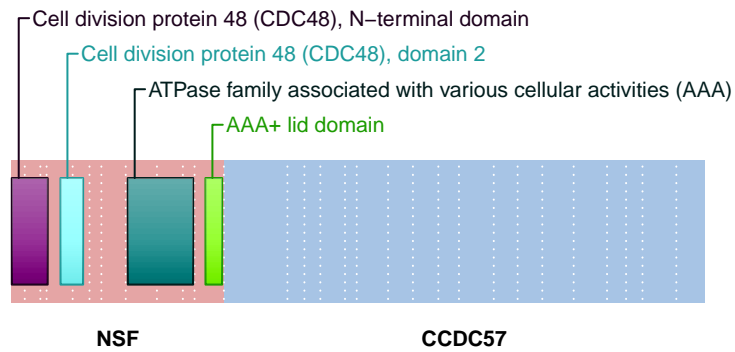 Cell division protein 48 (CDC48), N−terminal domain
Cell division protein 48 (CDC48), domain 2
ATPase family associated with various cellular activities (AAA)
AAA+ lid domain
NSF CCDC57